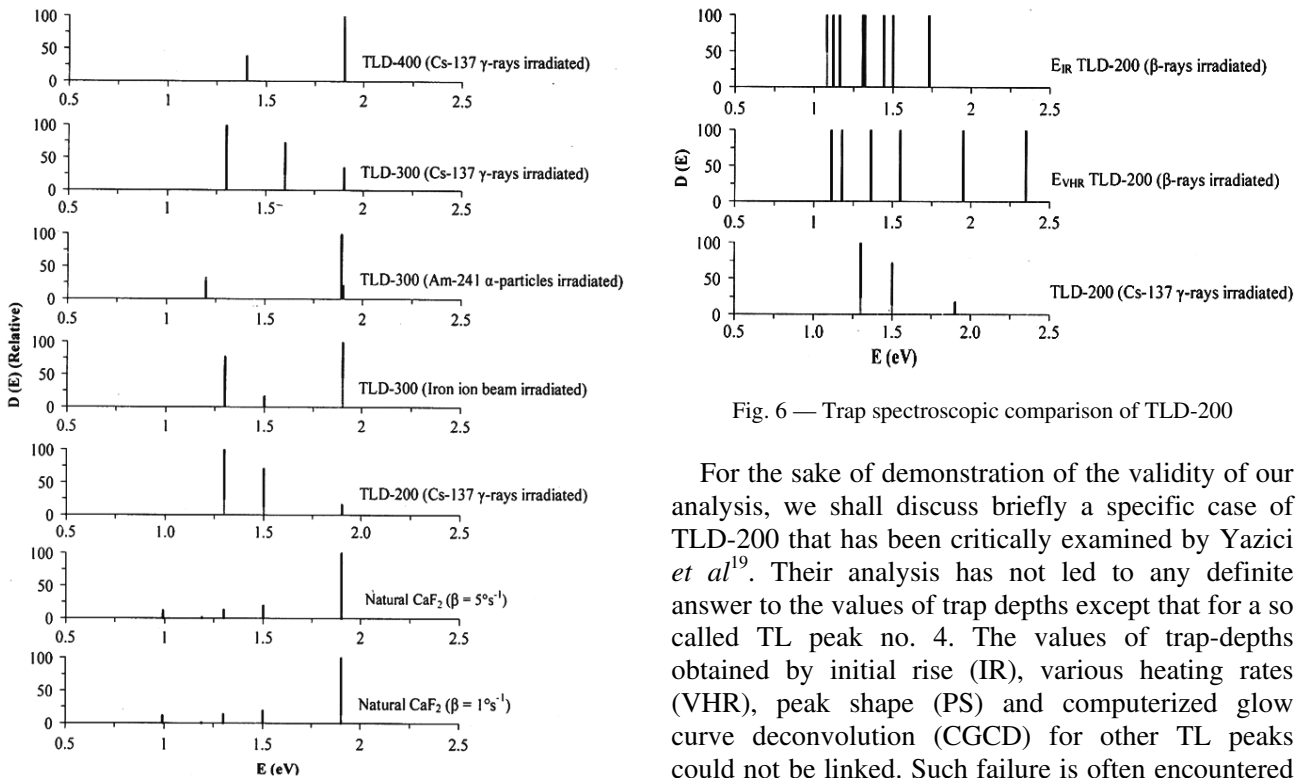 D (E) (Relative)
100
50
0
TLD-400 (Cs-137 γ-rays irradiated)
0.5 1 1.5 2 2.5
100
50
0
TLD-300 (Cs-137 γ-rays irradiated)
0.5 1 1.5 2 2.5
100
50
0
TLD-300 (Am-241 α-particles irradiated)
0.5 1 1.5 2 2.5
100
50
0
TLD-300 (Iron ion beam irradiated)
0.5 1 1.5 2 2.5
100
50
0
TLD-200 (Cs-137 γ-rays irradiated)
0.5 1.0 1.5 2.0 2.5
100
50
0
Natural CaF₂ (β = 5°s⁻¹)
0.5 1 1.5 2 2.5
100
50
0
Natural CaF₂ (β = 1°s⁻¹)
0.5 1 1.5 2 2.5
E (eV)
D (E)
100
50
0
E_IR TLD-200 (β-rays irradiated)
0.5 1 1.5 2 2.5
100
50
0
E_VHR TLD-200 (β-rays irradiated)
0.5 1 1.5 2 2.5
100
50
0
TLD-200 (Cs-137 γ-rays irradiated)
0.5 1.0 1.5 2.0 2.5
E (eV)
Fig. 6 — Trap spectroscopic comparison of TLD-200
For the sake of demonstration of the validity of our
analysis, we shall discuss briefly a specific case of
TLD-200 that has been critically examined by Yazici
et al¹⁹. Their analysis has not led to any definite
answer to the values of trap depths except that for a so
called TL peak no. 4. The values of trap-depths
obtained by initial rise (IR), various heating rates
(VHR), peak shape (PS) and computerized glow
curve deconvolution (CGCD) for other TL peaks
could not be linked. Such failure is often encountered